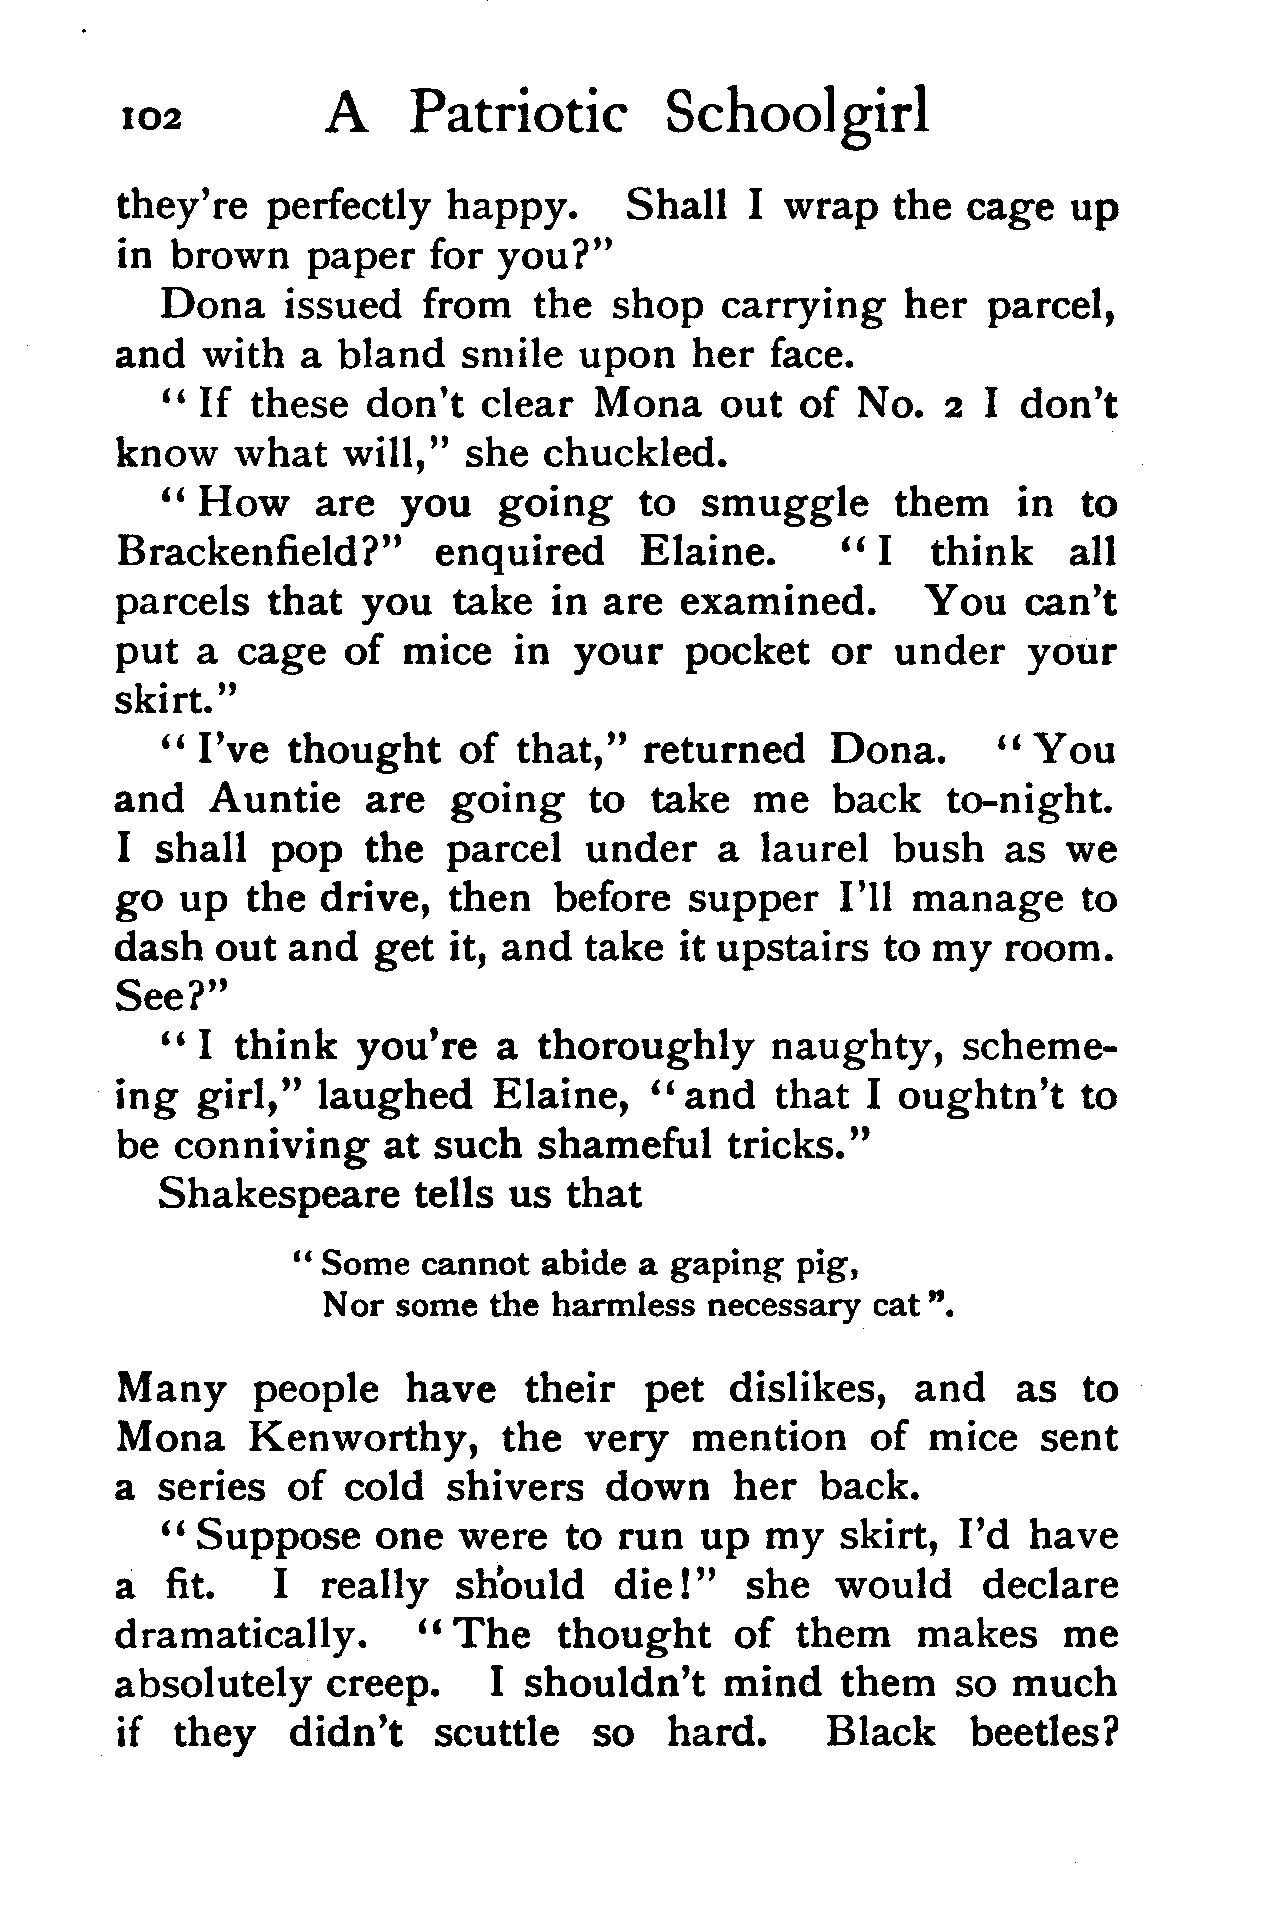 102 A Patriotic Schoolgirl
they're perfectly happy. Shall I wrap the cage up
in brown paper for you?"
Dona issued from the shop carrying her parcel,
and with a bland smile upon her face.
"If these don't clear Mona out of No. 2 I don't
know what will," she chuckled.
"How are you going to smuggle them in to
Brackenfield?" enquired Elaine. "I think all
parcels that you take in are examined. You can't
put a cage of mice in your pocket or under your
skirt."
"I've thought of that," returned Dona. "You
and Auntie are going to take me back to-night.
I shall pop the parcel under a laurel bush as we
go up the drive, then before supper I'll manage to
dash out and get it, and take it upstairs to my room.
See?"
"I think you're a thoroughly naughty, scheme-
ing girl," laughed Elaine, "and that I oughtn't to
be conniving at such shameful tricks."
Shakespeare tells us that
"Some cannot abide a gaping pig,
Nor some the harmless necessary cat".
Many people have their pet dislikes, and as to
Mona Kenworthy, the very mention of mice sent
a series of cold shivers down her back.
"Suppose one were to run up my skirt, I'd have
a fit. I really should die!" she would declare
dramatically. "The thought of them makes me
absolutely creep. I shouldn't mind them so much
if they didn't scuttle so hard. Black beetles?